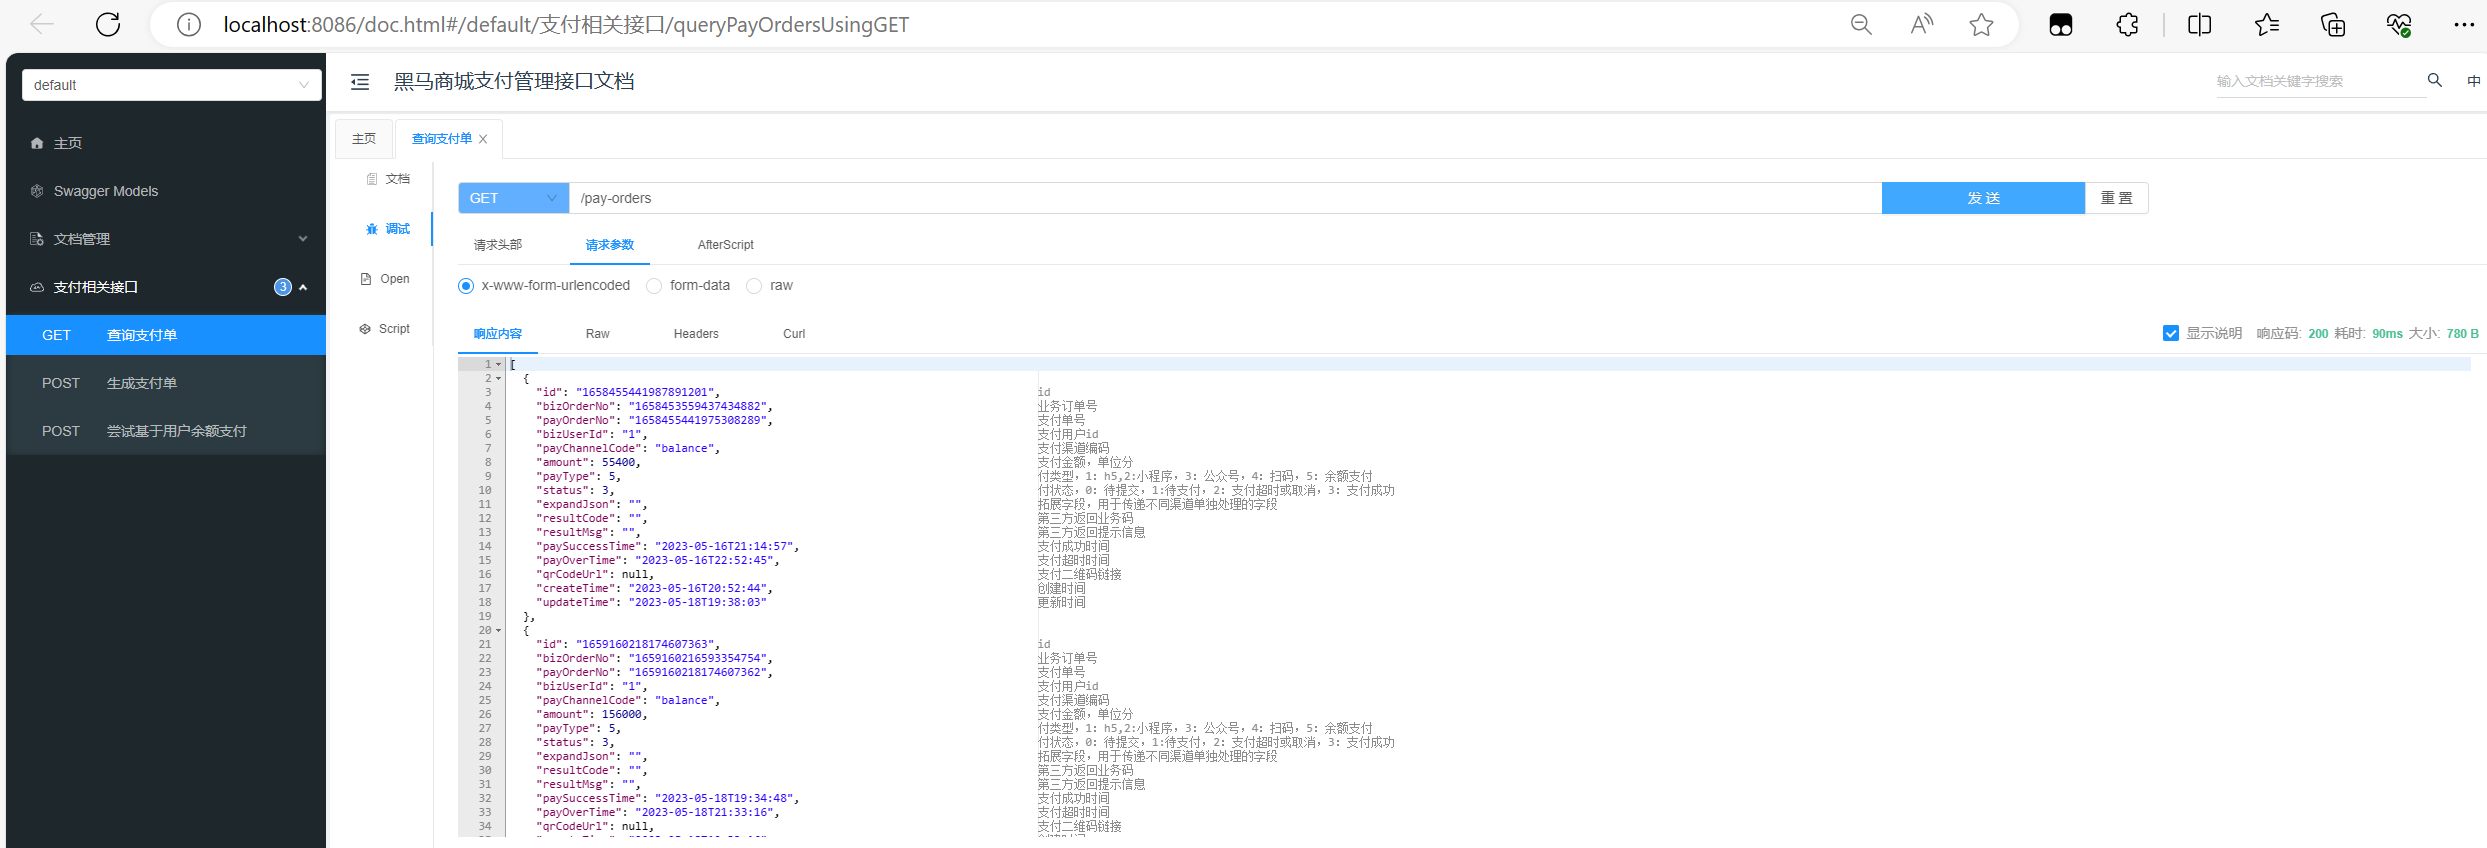 localhost:8086/doc.html#/default/支付相关接口/queryPayOrdersUsingGET
default
黑马商城支付管理接口文档
输入文档关键字搜索
中
主页
Swagger Models
文档管理
支付相关接口
3
GET 查询支付单
POST 生成支付单
POST 尝试基于用户余额支付
主页
查询支付单
文档
调试
Open
Script
GET
/pay-orders
发 送
重 置
请求头部
请求参数
AfterScript
x-www-form-urlencoded
form-data
raw
响应内容
Raw
Headers
Curl
显示说明 响应码: 200 耗时: 90ms 大小: 780 B
1 [
2 {
3 "id": "1658455441987891201", id
4 "bizOrderNo": "1658453559437434882", 业务订单号
5 "payOrderNo": "1658455441975308289", 支付单号
6 "bizUserId": "1", 支付用户id
7 "payChannelCode": "balance", 支付渠道编码
8 "amount": 55400, 支付金额，单位分
9 "payType": 5, 付类型，1: h5,2:小程序，3: 公众号，4: 扫码，5: 余额支付
10 "status": 3, 付状态，0: 待提交，1:待支付，2: 支付超时或取消，3: 支付成功
11 "expandJson": "", 拓展字段，用于传递不同渠道单独处理的字段
12 "resultCode": "", 第三方返回业务码
13 "resultMsg": "", 第三方返回提示信息
14 "paySuccessTime": "2023-05-16T21:14:57", 支付成功时间
15 "payOverTime": "2023-05-16T22:52:45", 支付超时时间
16 "qrCodeUrl": null, 支付二维码链接
17 "createTime": "2023-05-16T20:52:44", 创建时间
18 "updateTime": "2023-05-18T19:38:03" 更新时间
19 },
20 {
21 "id": "1659160218174607363", id
22 "bizOrderNo": "1659160216593354754", 业务订单号
23 "payOrderNo": "1659160218174607362", 支付单号
24 "bizUserId": "1", 支付用户id
25 "payChannelCode": "balance", 支付渠道编码
26 "amount": 156000, 支付金额，单位分
27 "payType": 5, 付类型，1: h5,2:小程序，3: 公众号，4: 扫码，5: 余额支付
28 "status": 3, 付状态，0: 待提交，1:待支付，2: 支付超时或取消，3: 支付成功
29 "expandJson": "", 拓展字段，用于传递不同渠道单独处理的字段
30 "resultCode": "", 第三方返回业务码
31 "resultMsg": "", 第三方返回提示信息
32 "paySuccessTime": "2023-05-18T19:34:48", 支付成功时间
33 "payOverTime": "2023-05-18T21:33:16", 支付超时时间
34 "qrCodeUrl": null, 支付二维码链接